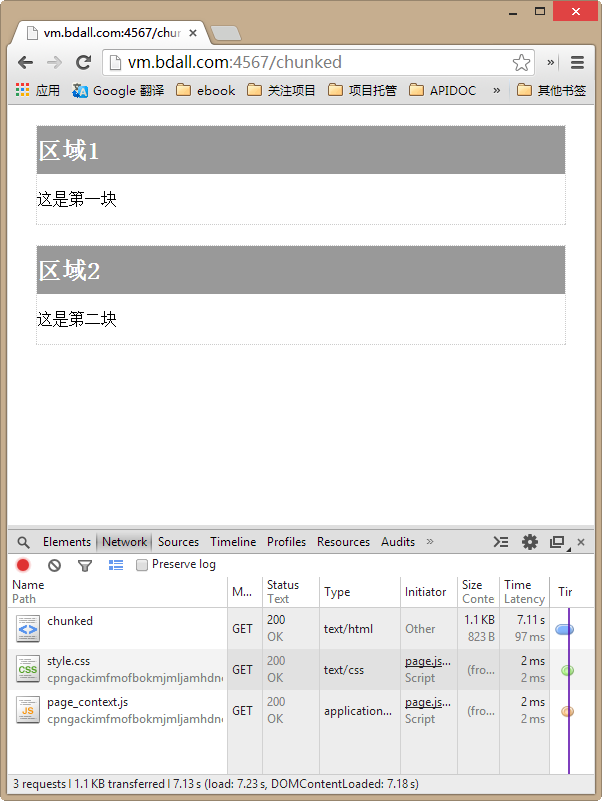 vm.bdall.com:4567/chun
vm.bdall.com:4567/chunked
应用 Google 翻译 ebook 关注项目 项目托管 APIDOC » 其他书签
区域1
这是第一块
区域2
这是第二块
Elements Network Sources Timeline Profiles Resources Audits »
Preserve log
Name M... Status Type Initiator Size Time Tir
Path Text Conte Latency
chunked GET 200 text/html Other 1.1 KB 7.11 s
OK 823 B 97 ms
style.css GET 200 text/css page.js... (fro... 2 ms
cpngackimfmofbokmjmljamhdnc OK Script 2 ms
page_context.js GET 200 application... page.js... (fro... 2 ms
cpngackimfmofbokmjmljamhdnc OK Script 2 ms
3 requests | 1.1 KB transferred | 7.13 s (load: 7.23 s, DOMContentLoaded: 7.18 s)